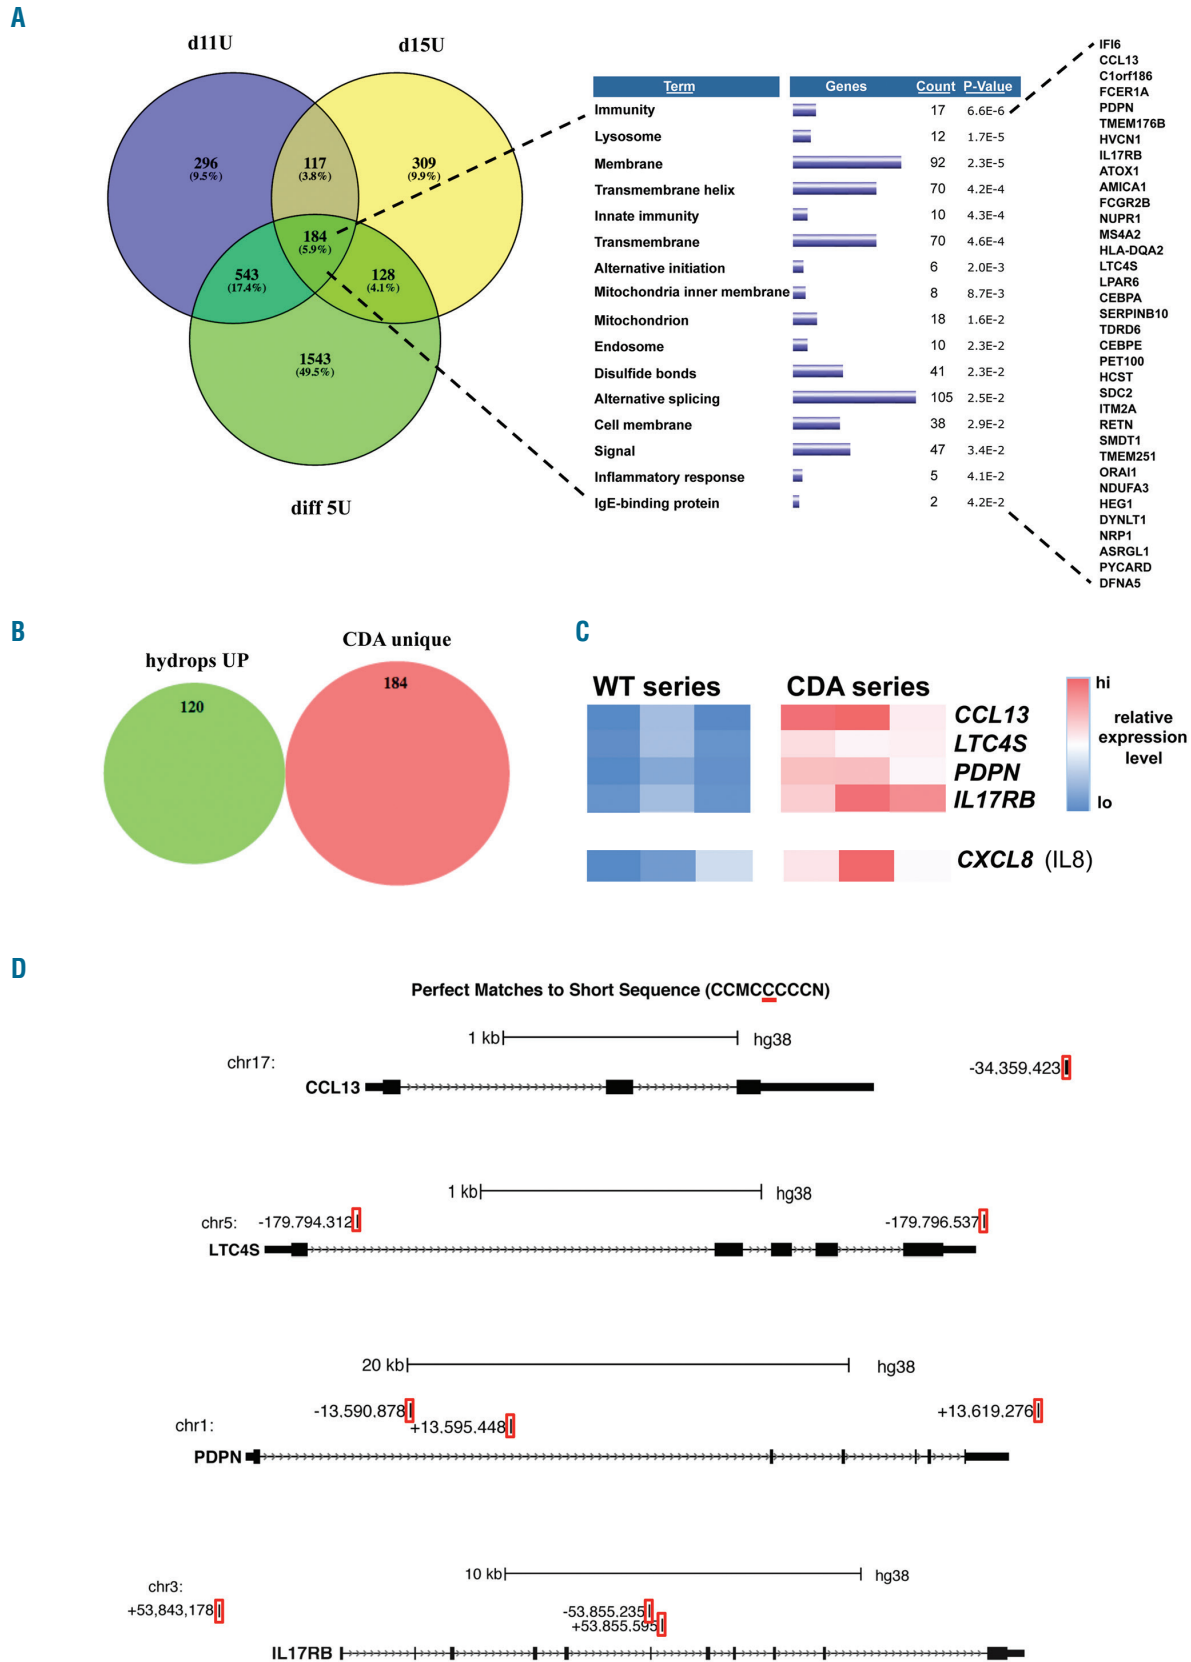 A
d11U
d15U
296
(9.5%)
117
(3.8%)
309
(9.9%)
184
(5.9%)
543
(17.4%)
128
(4.1%)
1543
(49.5%)
diff 5U
Term Genes Count P-Value
Immunity 17 6.6E-6
Lysosome 12 1.7E-5
Membrane 92 2.3E-5
Transmembrane helix 70 4.2E-4
Innate immunity 10 4.3E-4
Transmembrane 70 4.6E-4
Alternative initiation 6 2.0E-3
Mitochondria inner membrane 8 8.7E-3
Mitochondrion 18 1.6E-2
Endosome 10 2.3E-2
Disulfide bonds 41 2.3E-2
Alternative splicing 105 2.5E-2
Cell membrane 38 2.9E-2
Signal 47 3.4E-2
Inflammatory response 5 4.1E-2
IgE-binding protein 2 4.2E-2
IFI6
CCL13
C1orf186
FCER1A
PDPN
TMEM176B
HVCN1
IL17RB
ATOX1
AMICA1
FCGR2B
NUPR1
MS4A2
HLA-DQA2
LTC4S
LPAR6
CEBPA
SERPINB10
TDRD6
CEBPE
PET100
HCST
SDC2
ITM2A
RETN
SMDT1
TMEM251
ORAI1
NDUFA3
HEG1
DYNLT1
NRP1
ASRGL1
PYCARD
DFNA5
B
hydrops UP
CDA unique
120
184
C
WT series CDA series
CCL13
LTC4S
PDPN
IL17RB
CXCL8 (IL8)
hi
relative
expression
level
lo
D
Perfect Matches to Short Sequence (CCMCCCCCN)
1 kb hg38
chr17: -34,359.423
CCL13
1 kb hg38
chr5: -179.794.312 -179.796.537
LTC4S
20 kb hg38
-13.590.878
+13.595.448
+13.619.276
chr1:
PDPN
10 kb hg38
chr3:
+53,843,178
-53.855.235
+53.855.595
IL17RB